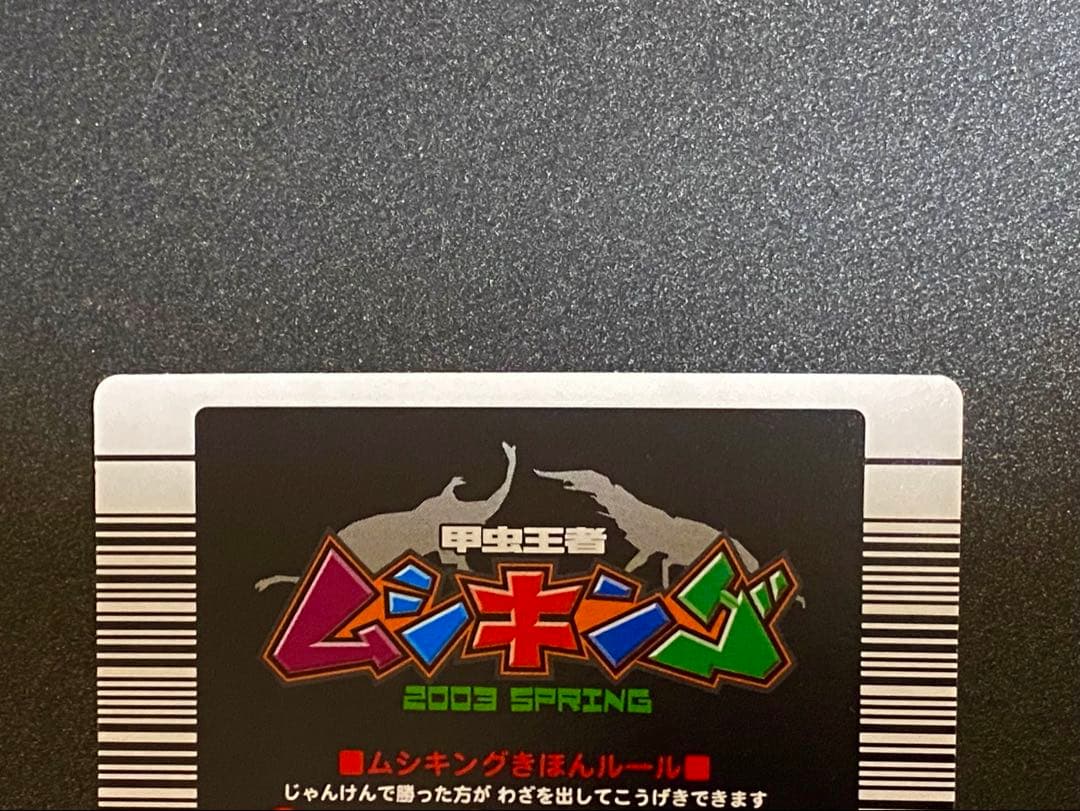 甲虫王者
ムシキング
2003 SPRING
■ムシキングきほんルール■
じゃんけんで勝った方が わざを出してこうげきできます